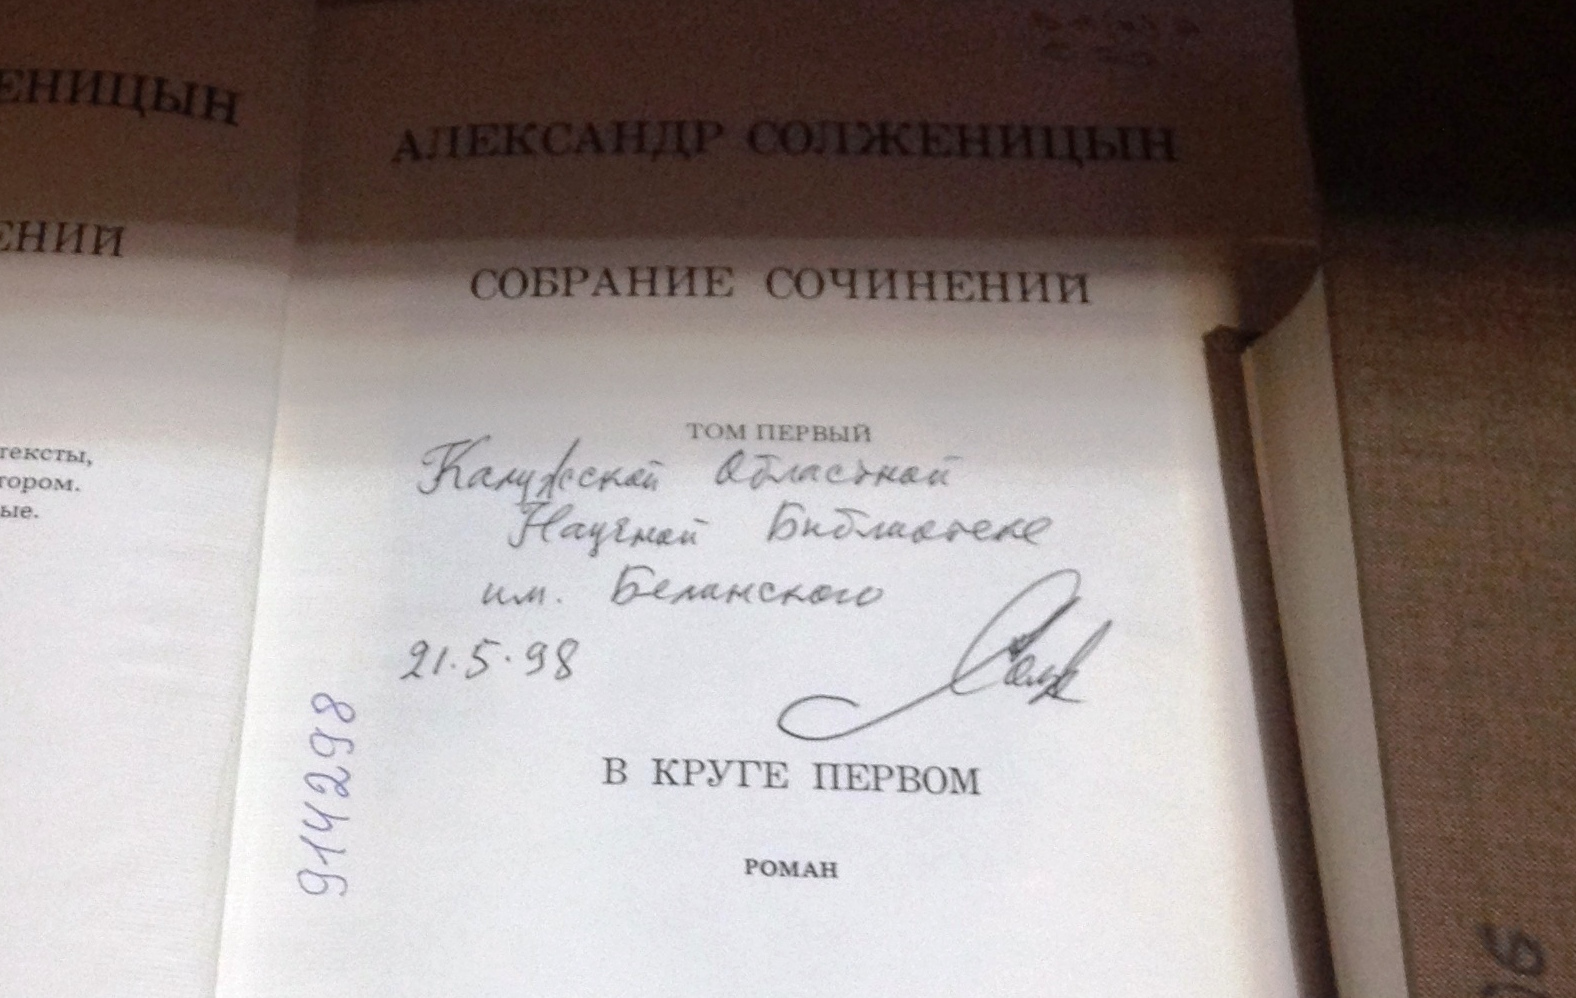 ЕНИЦЫН
ЕНИЙ
тексты,
тором.
ые.
АЛЕКСАНДР СОЛЖЕНИЦЫН
СОБРАНИЕ СОЧИНЕНИЙ
ТОМ ПЕРВЫЙ
Калужской Областной
Научной Библиотеке
им. Белинского
21.5.98
Солж
В КРУГЕ ПЕРВОМ
РОМАН
914298